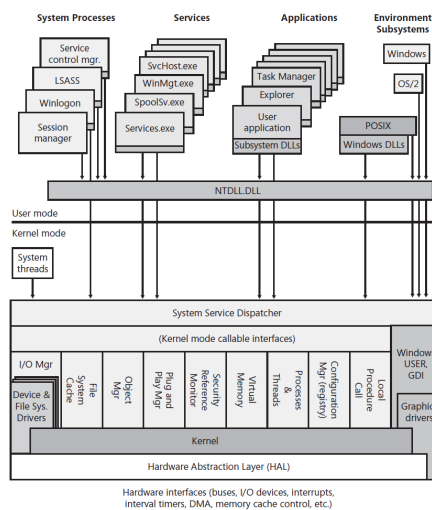 System Processes
Services
Applications
Environment
Subsystems
Service
control mgr.
LSASS
Winlogon
Session
manager
SvcHost.exe
WinMgt.exe
SpoolSv.exe
Services.exe
Task Manager
Explorer
User
application
Subsystem DLLs
Windows
OS/2
POSIX
Windows DLLs
NTDLL.DLL
User mode
Kernel mode
System
threads
System Service Dispatcher
(Kernel mode callable interfaces)
I/O Mgr
Device &
File Sys.
Drivers
File
System
Cache
Object
Mgr
Plug and
Play Mgr
Security
Reference
Monitor
Virtual
Memory
Processes
&
Threads
Configuration
Mgr (registry)
Local
Procedure
Call
Window
USER,
GDI
Graphic
drivers
Kernel
Hardware Abstraction Layer (HAL)
Hardware interfaces (buses, I/O devices, interrupts,
interval timers, DMA, memory cache control, etc.)